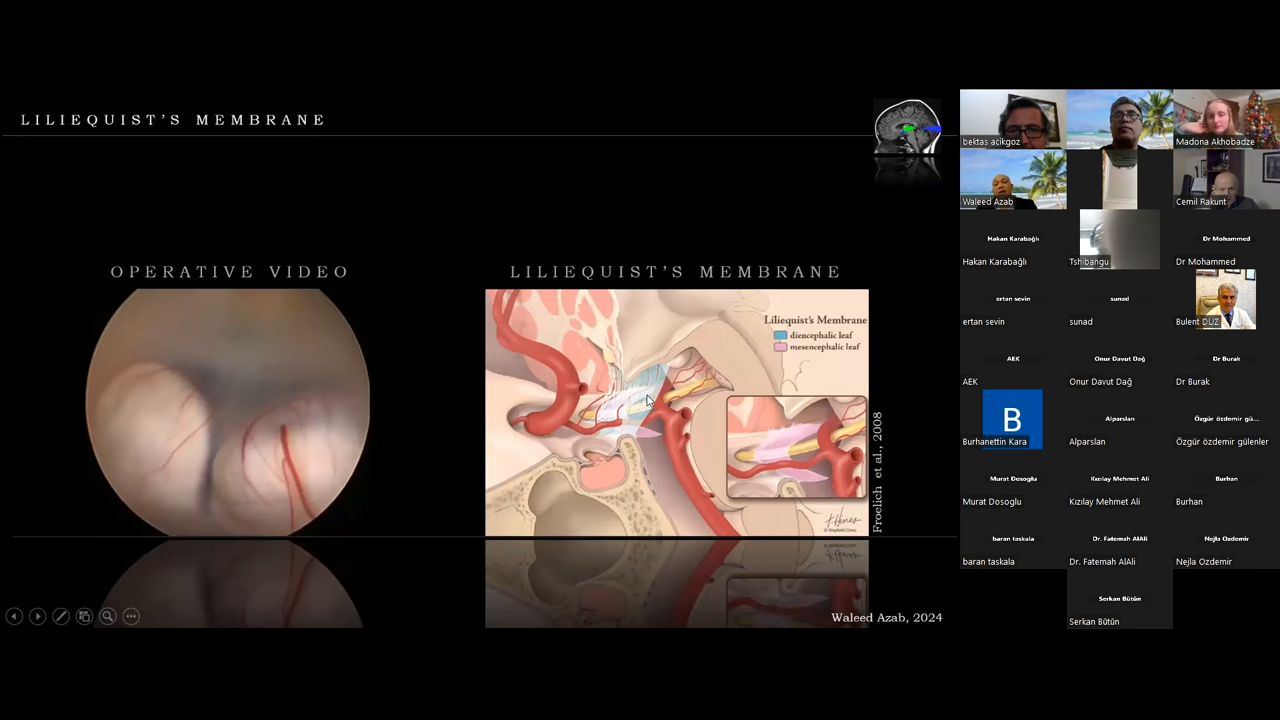 LILIEQUIST'S MEMBRANE
OPERATIVE VIDEO
LILIEQUIST'S MEMBRANE
Liliequist's Membrane
diencephalic leaf
mesencephalic leaf
Froelich et al., 2008
Waleed Azab, 2024
bektas acikgoz
Madona Akhobadze
Waleed Azab
Cemil Rakunt
Hakan Karabağlı
Dr Mohammed
Hakan Karabağlı
Tshibangu
Dr Mohammed
ertan sevin
sunad
ertan sevin
sunad
Bulent DUZ
AEK
Onur Davut Dağ
Dr Burak
AEK
Onur Davut Dağ
Dr Burak
B
Alparslan
Özgür özdemir gü...
Burhanettin Kara
Alparslan
Özgür özdemir gülenler
Murat Dosoglu
Kızılay Mehmet Ali
Burhan
Murat Dosoglu
Kızılay Mehmet Ali
Burhan
baran taskala
Dr. Fatemah AlAli
Nejla Ozdemir
baran taskala
Dr. Fatemah AlAli
Nejla Ozdemir
Serkan Bütün
Serkan Bütün